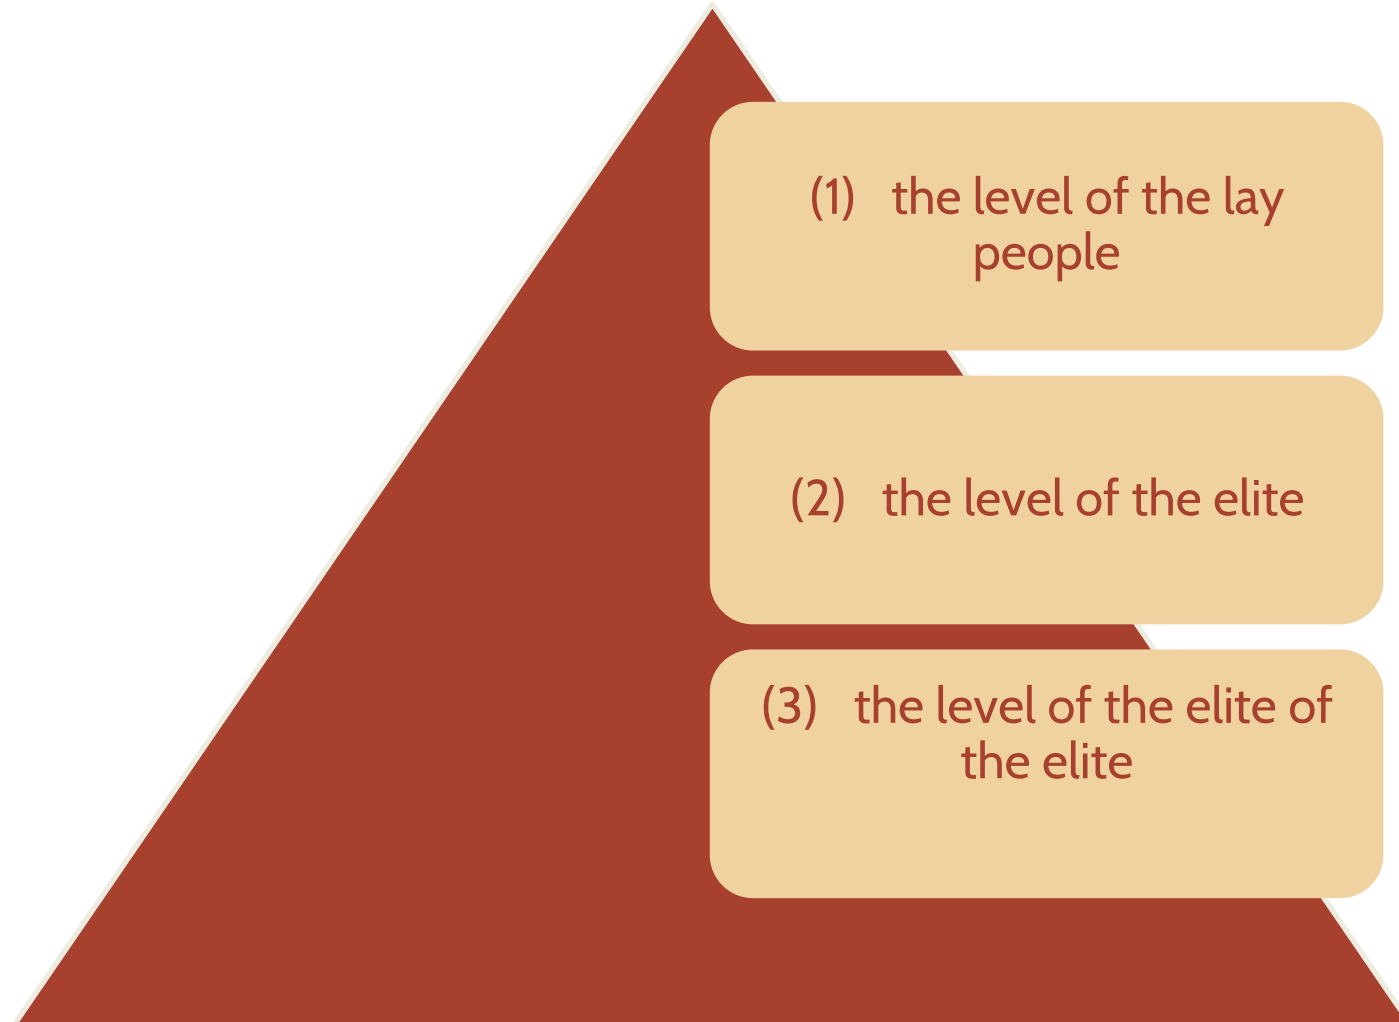 (1) the level of the lay
people
(2) the level of the elite
(3) the level of the elite of
the elite